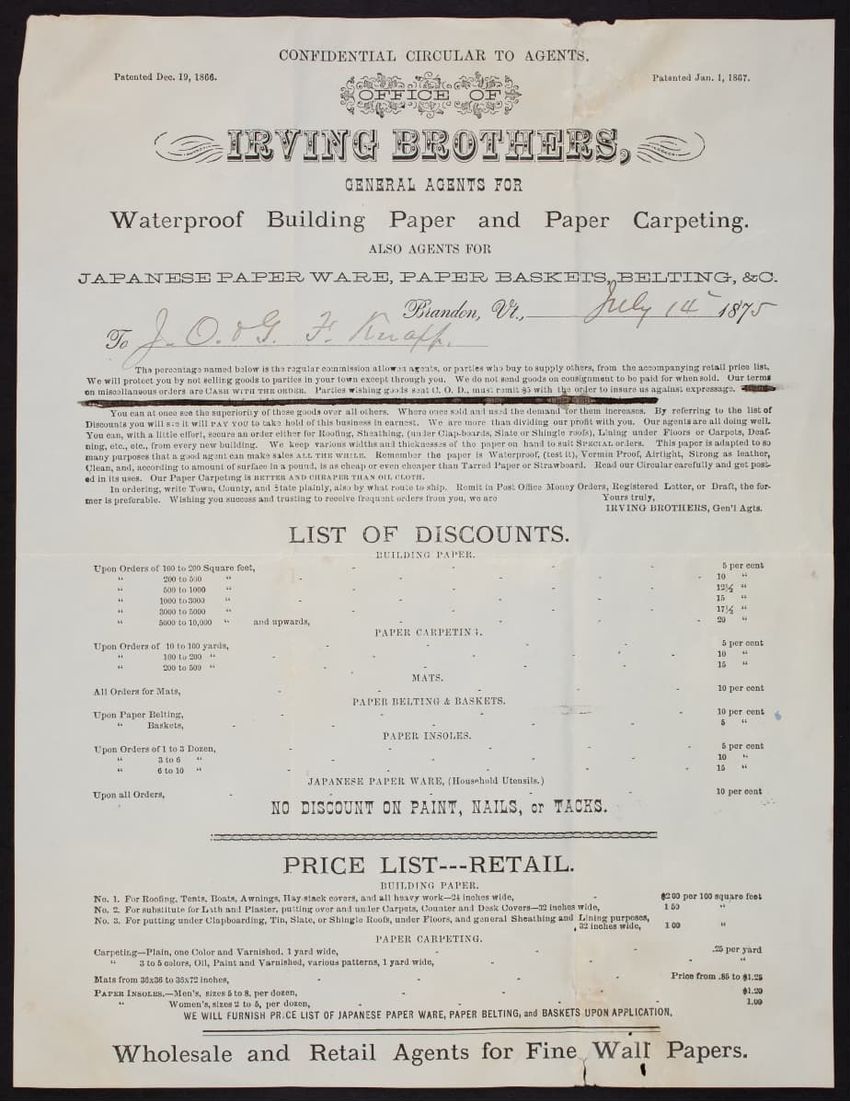 CONFIDENTIAL CIRCULAR TO AGENTS.
Patented Dec. 19, 1866.
Patented Jan. 1, 1867.
OFFICE OF
IRVING BROTHERS,
GENERAL AGENTS FOR
Waterproof Building Paper and Paper Carpeting.
ALSO AGENTS FOR
JAPANESE PAPER WARE, PAPER BASKETS, BELTING, &C.
Brandon, Vt., July 14 1875
To J. O. & G. F. Knapp.
The percentage named below is the regular commission allowed agents, or parties who buy to supply others, from the accompanying retail price list.
We will protect you by not selling goods to parties in your town except through you. We do not send goods on consignment to be paid for when sold. Our terms
on miscellaneous orders are CASH WITH THE ORDER. Parties wishing goods sent C. O. D., must remit $5 with the order to insure us against expressage.
You can at once see the superiority of these goods over all others. Where once sold and used the demand for them increases. By referring to the list of
Discounts you will see it will PAY YOU to take hold of this business in earnest. We are more than dividing our profit with you. Our agents are all doing well.
You can, with a little effort, secure an order either for Roofing, Sheathing, (under Clap-boards, Slate or Shingle roofs), Lining under Floors or Carpets, Deaf-
ning, etc., etc., from every new building. We keep various widths and thicknesses of the paper on hand to suit SPECIAL orders. This paper is adapted to so
many purposes that a good agent can make sales ALL THE WHILE. Remember the paper is Waterproof, (test it), Vermin Proof, Airtight, Strong as leather,
Clean, and, according to amount of surface in a pound, is as cheap or even cheaper than Tarred Paper or Strawboard. Read our Circular carefully and get post-
ed in its uses. Our Paper Carpeting is BETTER AND CHEAPER THAN OIL CLOTH.
In ordering, write Town, County, and State plainly, also by what route to ship. Remit in Post Office Money Orders, Registered Letter, or Draft, the for-
mer is preferable. Wishing you success and trusting to receive frequent orders from you, we are Yours truly,
IRVING BROTHERS, Gen'l Agts.
LIST OF DISCOUNTS.
BUILDING PAPER.
Upon Orders of 100 to 200 Square feet, - - - - - 5 per cent
" 200 to 500 " - - - - - 10 "
" 500 to 1000 " - - - - - 12½ "
" 1000 to 3000 " - - - - - 15 "
" 3000 to 5000 " - - - - - 17½ "
" 5000 to 10,000 " and upwards, - - - - 20 "
PAPER CARPETING.
Upon Orders of 10 to 100 yards, - - - - - 5 per cent
" 100 to 200 " - - - - - 10 "
" 200 to 500 " - - - - - 15 "
MATS.
All Orders for Mats, - - - - - 10 per cent
PAPER BELTING & BASKETS.
Upon Paper Belting, - - - - - 10 per cent
" Baskets, - - - - - 5 "
PAPER INSOLES.
Upon Orders of 1 to 3 Dozen, - - - - - 5 per cent
" 3 to 6 " - - - - - 10 "
" 6 to 10 " - - - - - 15 "
JAPANESE PAPER WARE, (Household Utensils.)
Upon all Orders, - - - - - 10 per cent
NO DISCOUNT ON PAINT, NAILS, or TACKS.
PRICE LIST---RETAIL.
BUILDING PAPER.
No. 1. For Roofing, Tents, Boats, Awnings, Hay-stack covers, and all heavy work—24 inches wide, - $2 00 per 100 square feet
No. 2. For substitute for Lath and Plaster, putting over and under Carpets, Counter and Desk Covers—32 inches wide, 1 50 "
No. 3. For putting under Clapboarding, Tin, Slate, or Shingle Roofs, under Floors, and general Sheathing and Lining purposes,
32 inches wide, 1 00 "
PAPER CARPETING.
Carpeting—Plain, one Color and Varnished, 1 yard wide, - - - - .25 per yard
" 3 to 5 colors, Oil, Paint and Varnished, various patterns, 1 yard wide, - - - "
Mats from 36x36 to 36x72 inches, - - - - - Price from .85 to $1.25
PAPER INSOLES.—Men's, sizes 5 to 8, per dozen, - - - - $1.20
" Women's, sizes 2 to 5, per dozen, - - - - 1.00
WE WILL FURNISH PRICE LIST OF JAPANESE PAPER WARE, PAPER BELTING, and BASKETS UPON APPLICATION.
Wholesale and Retail Agents for Fine Wall Papers.